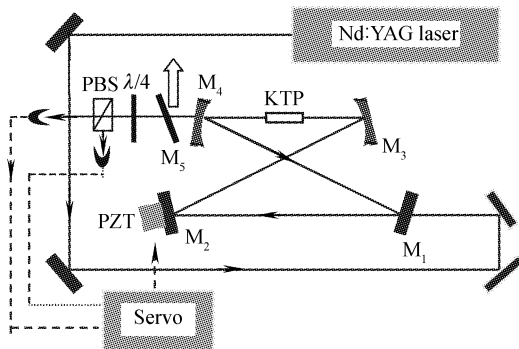 Nd:YAG laser
PBS
λ/4
M4
KTP
M5
M3
PZT
M2
M1
Servo